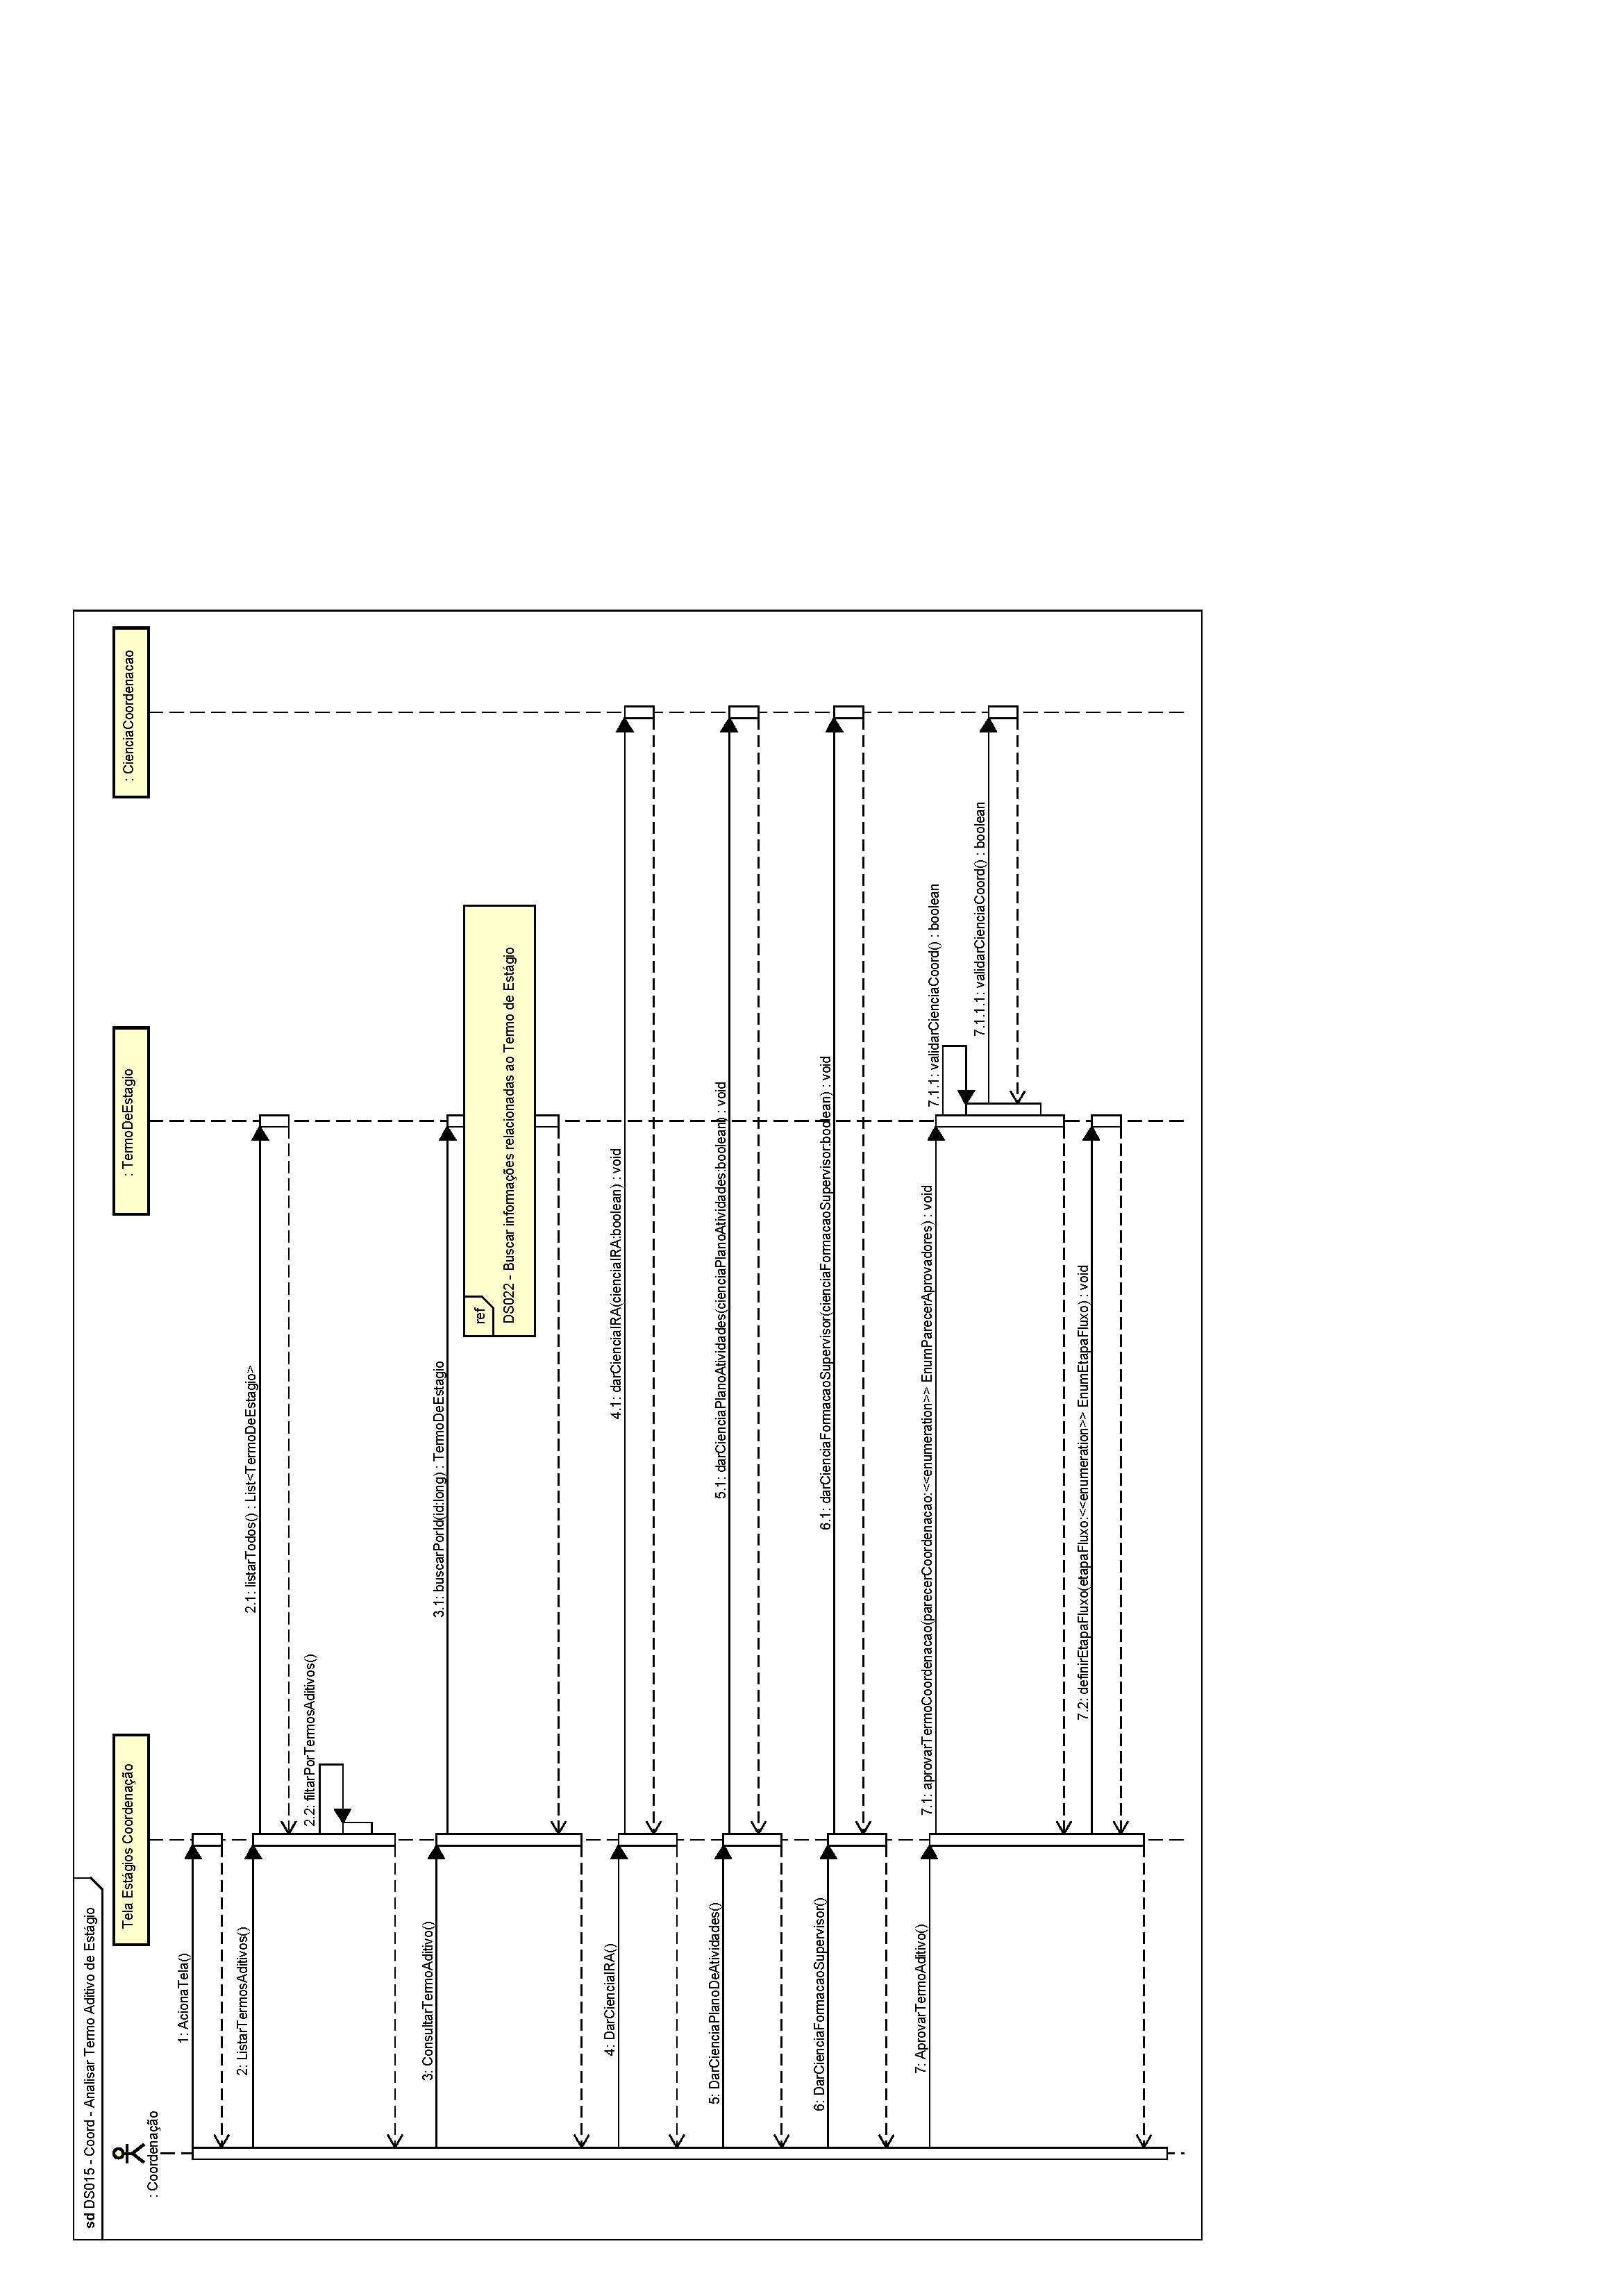 sd DS015 - Coord - Analisar Termo Aditivo de Estágio
: Coordenação
Tela Estágios Coordenação
: TermoDeEstagio
: CienciaCoordenacao
1: AcionaTela()
2: ListarTermosAditivos()
2.1: listarTodos() : List<TermoDeEstagio>
2.2: filtarPorTermosAditivos()
3: ConsultarTermoAditivo()
3.1: buscarPorId(id:long) : TermoDeEstagio
ref
DS022 - Buscar informações relacionadas ao Termo de Estágio
4: DarCienciaIRA()
4.1: darCienciaIRA(cienciaIRA:boolean) : void
5: DarCienciaPlanoDeAtividades()
5.1: darCienciaPlanoAtividades(cienciaPlanoAtividades:boolean) : void
6: DarCienciaFormacaoSupervisor()
6.1: darCienciaFormacaoSupervisor(cienciaFormacaoSupervisor:boolean) : void
7: AprovarTermoAditivo()
7.1: aprovarTermoCoordenacao(parecerCoordenacao:<<enumeration>> EnumParecerAprovadores) : void
7.1.1: validarCienciaCoord() : boolean
7.1.1.1: validarCienciaCoord() : boolean
7.2: definirEtapaFluxo(etapaFluxo:<<enumeration>> EnumEtapaFluxo) : void